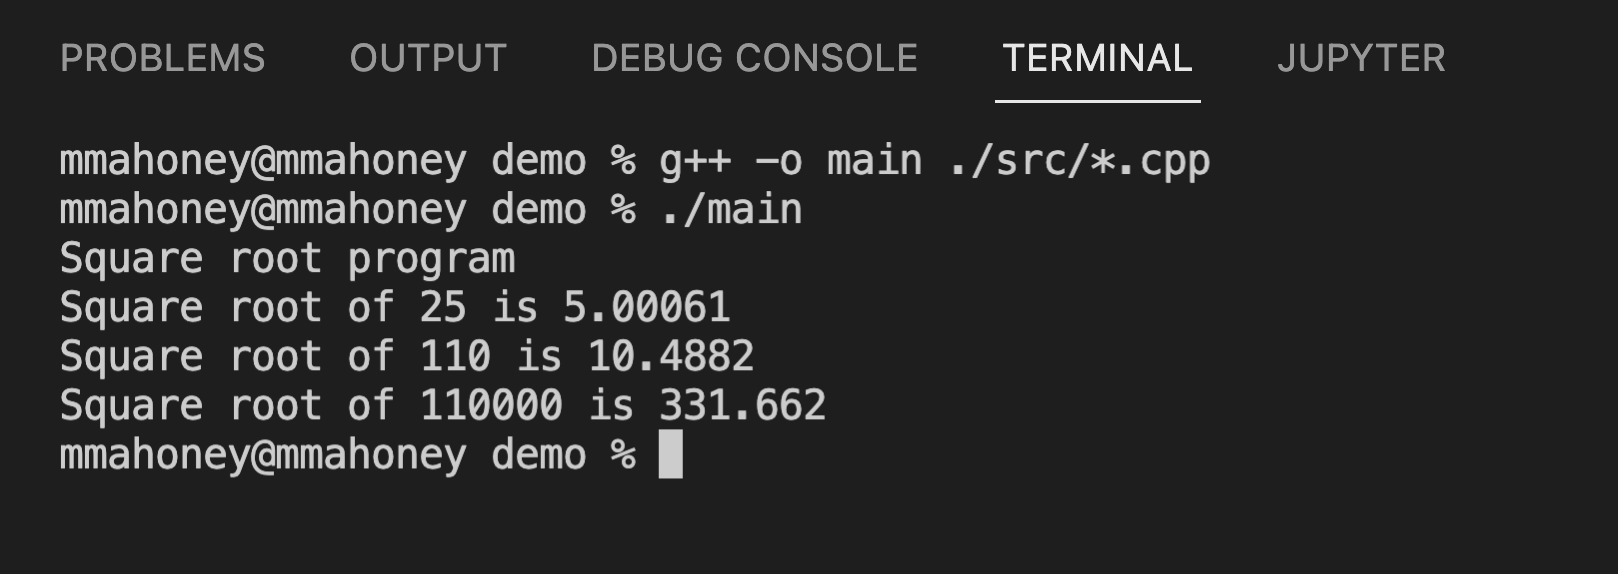 PROBLEMS OUTPUT DEBUG CONSOLE TERMINAL JUPYTER
mmahoney@mmahoney demo % g++ -o main ./src/*.cpp
mmahoney@mmahoney demo % ./main
Square root program
Square root of 25 is 5.00061
Square root of 110 is 10.4882
Square root of 110000 is 331.662
mmahoney@mmahoney demo %